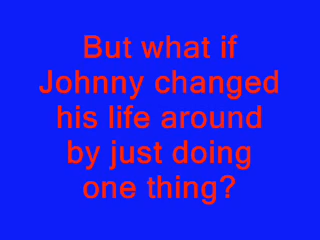 But what if
Johnny changed
his life around
by just doing
one thing?